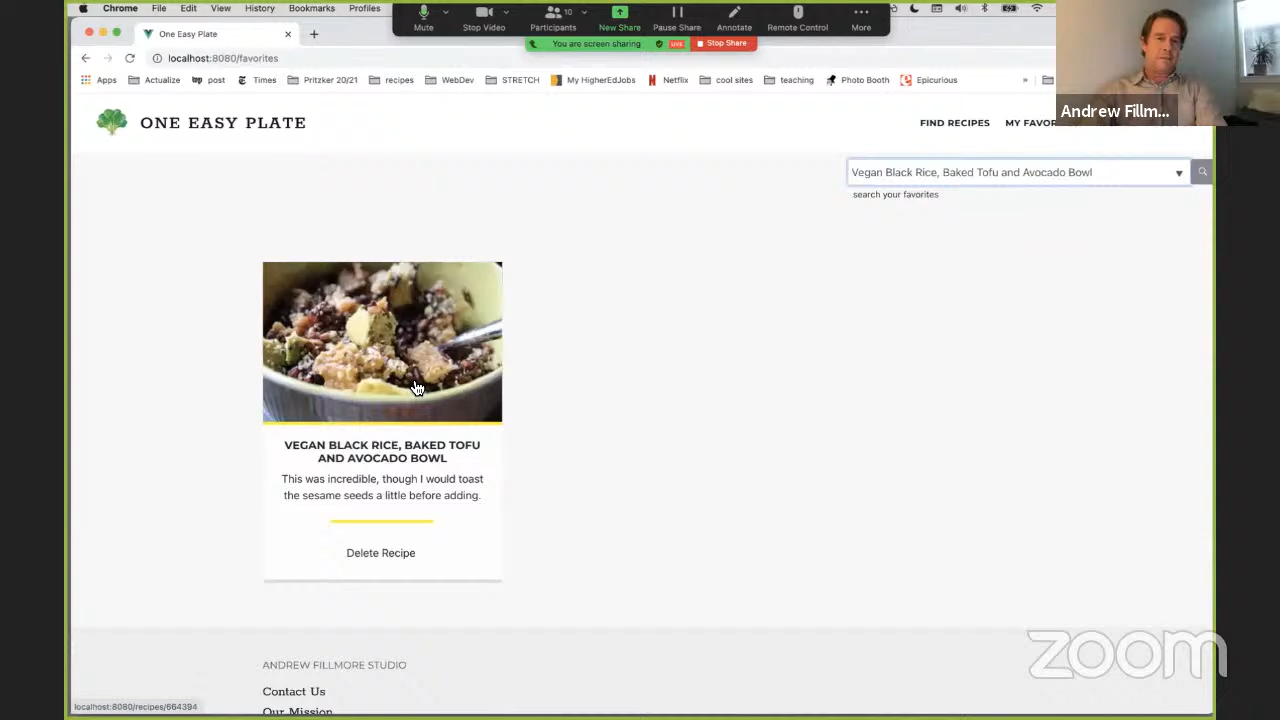 Chrome File Edit View History Bookmarks Profiles
Mute Stop Video Participants 10 New Share Pause Share Annotate Remote Control More
You are screen sharing LIVE Stop Share
One Easy Plate
localhost:8080/favorites
Apps Actualize post Times Pritzker 20/21 recipes WebDev STRETCH My HigherEdJobs Netflix cool sites teaching Photo Booth Epicurious
Andrew Fillm...
ONE EASY PLATE
FIND RECIPES MY FAVOR
Vegan Black Rice, Baked Tofu and Avocado Bowl
search your favorites
VEGAN BLACK RICE, BAKED TOFU
AND AVOCADO BOWL
This was incredible, though I would toast
the sesame seeds a little before adding.
Delete Recipe
ANDREW FILLMORE STUDIO
Contact Us
Our Mission
localhost:8080/recipes/664394
zoom